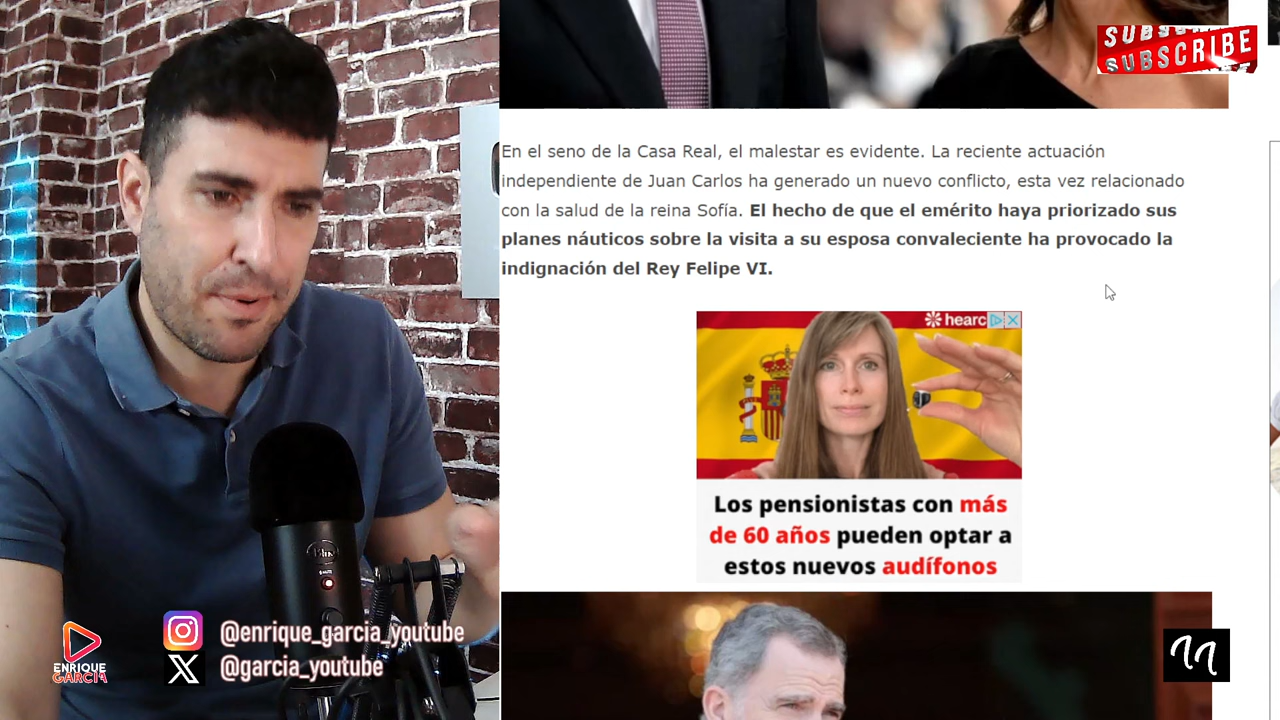 SUBSCRIBE
En el seno de la Casa Real, el malestar es evidente. La reciente actuación
independiente de Juan Carlos ha generado un nuevo conflicto, esta vez relacionado
con la salud de la reina Sofía. El hecho de que el emérito haya priorizado sus
planes náuticos sobre la visita a su esposa convaleciente ha provocado la
indignación del Rey Felipe VI.
hearc
Los pensionistas con más
de 60 años pueden optar a
estos nuevos audífonos
Blue
@enrique_garcia_youtube
@garcia_youtube
ENRIQUE
GARCIA